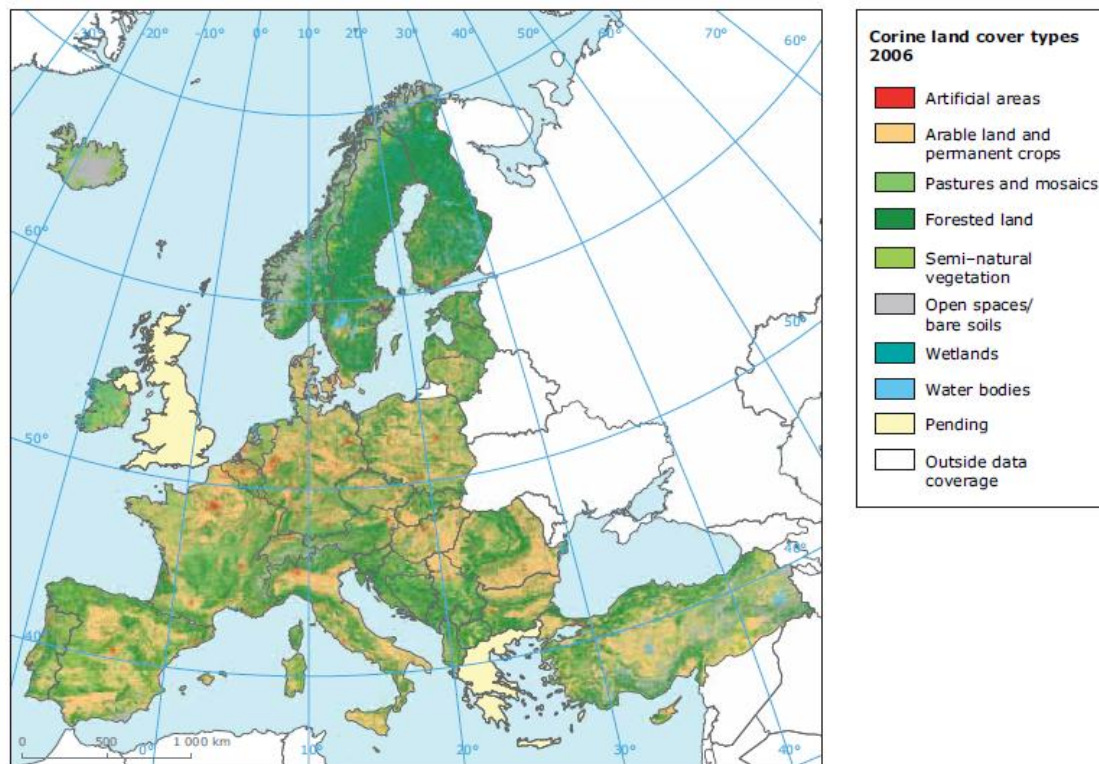 -30° -20° -10° 0° 10° 20° 30° 40° 50° 60° 70° 60°
60°
50°
50°
40°
40°
0 500 1 000 km
0° 10° 20° 30° 40°
Corine land cover types
2006
Artificial areas
Arable land and
permanent crops
Pastures and mosaics
Forested land
Semi-natural
vegetation
Open spaces/
bare soils
Wetlands
Water bodies
Pending
Outside data
coverage